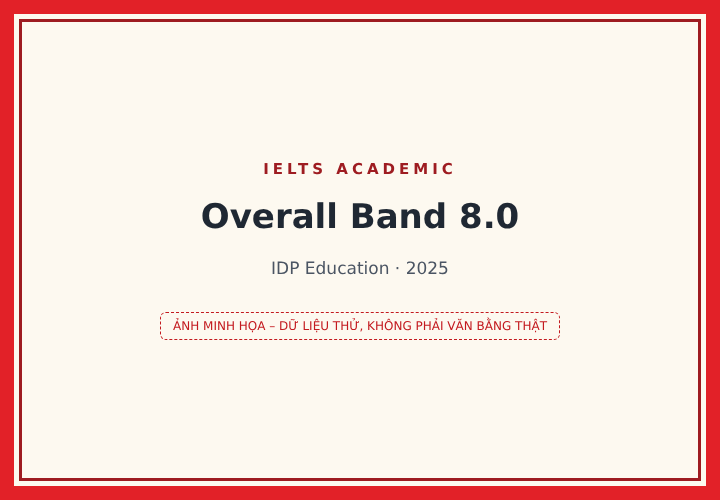 IELTS ACADEMIC
Overall Band 8.0
IDP Education · 2025
ẢNH MINH HỌA – DỮ LIỆU THỬ, KHÔNG PHẢI VĂN BẰNG THẬT